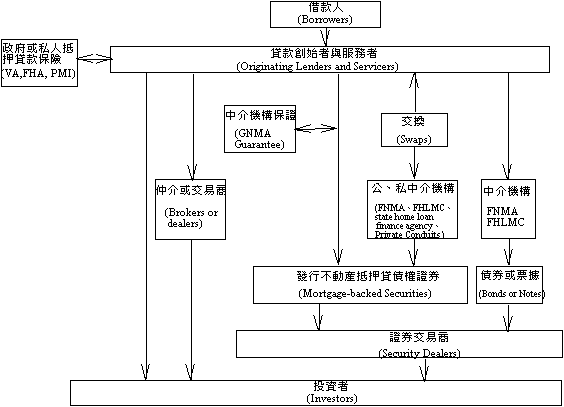 借款人
(Borrowers)
政府或私人抵
押貸款保險
(VA,FHA, PMI)
貸款創始者與服務者
(Originating Lenders and Servicers)
中介機構保證
(GNMA
Guarantee)
交換
(Swaps)
仲介或交易商
(Brokers or
dealers)
公、私中介機構
(FNMA、FHLMC、
state home loan
finance agency、
Private Conduits)
中介機構
FNMA
FHLMC
發行不動產抵押貸債權證券
(Mortgage-backed Securities)
債券或票據
(Bonds or Notes)
證券交易商
(Security Dealers)
投資者
(Investors)